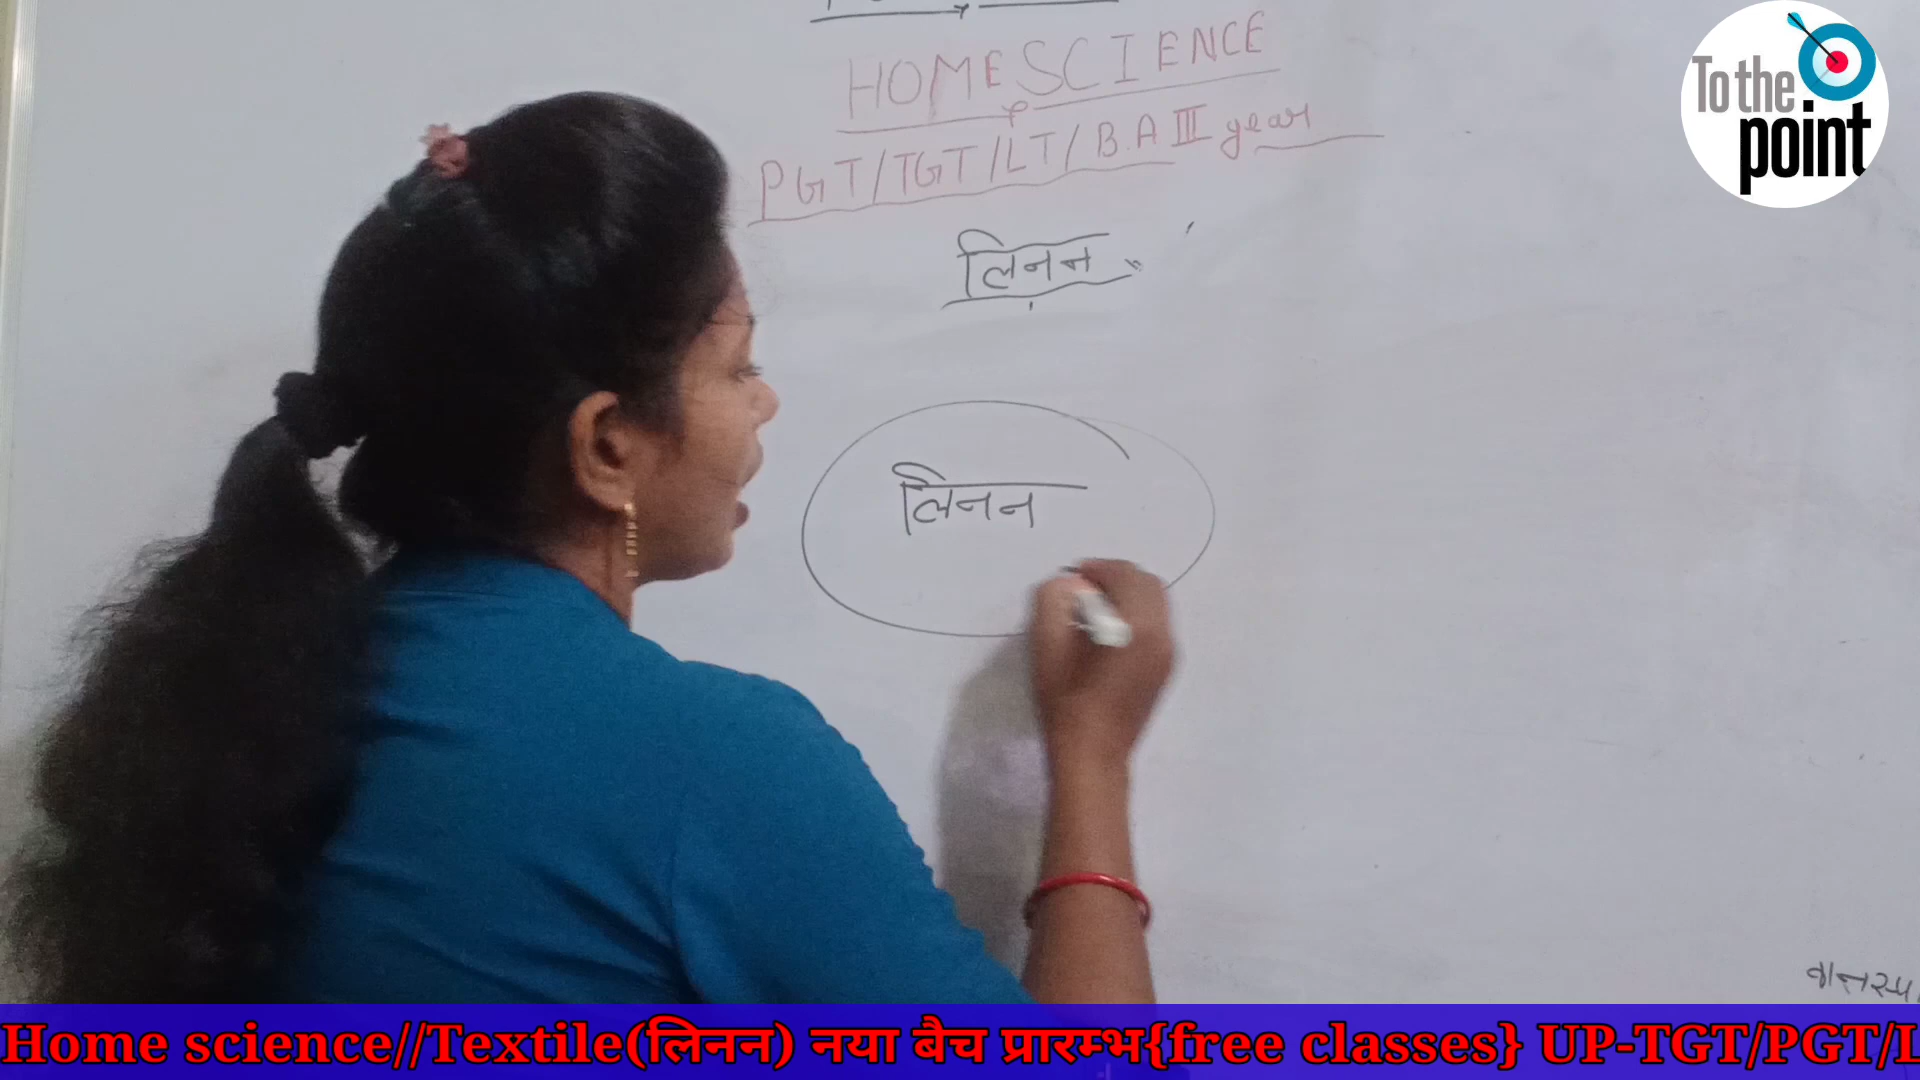 HOME SCIENCE
PGT/TGT/LT/B.A III year
लिनन
लिनन
To the
point
Home science//Textile(लिनन) नया बैच प्रारम्भ{free classes} UP-TGT/PGT/L